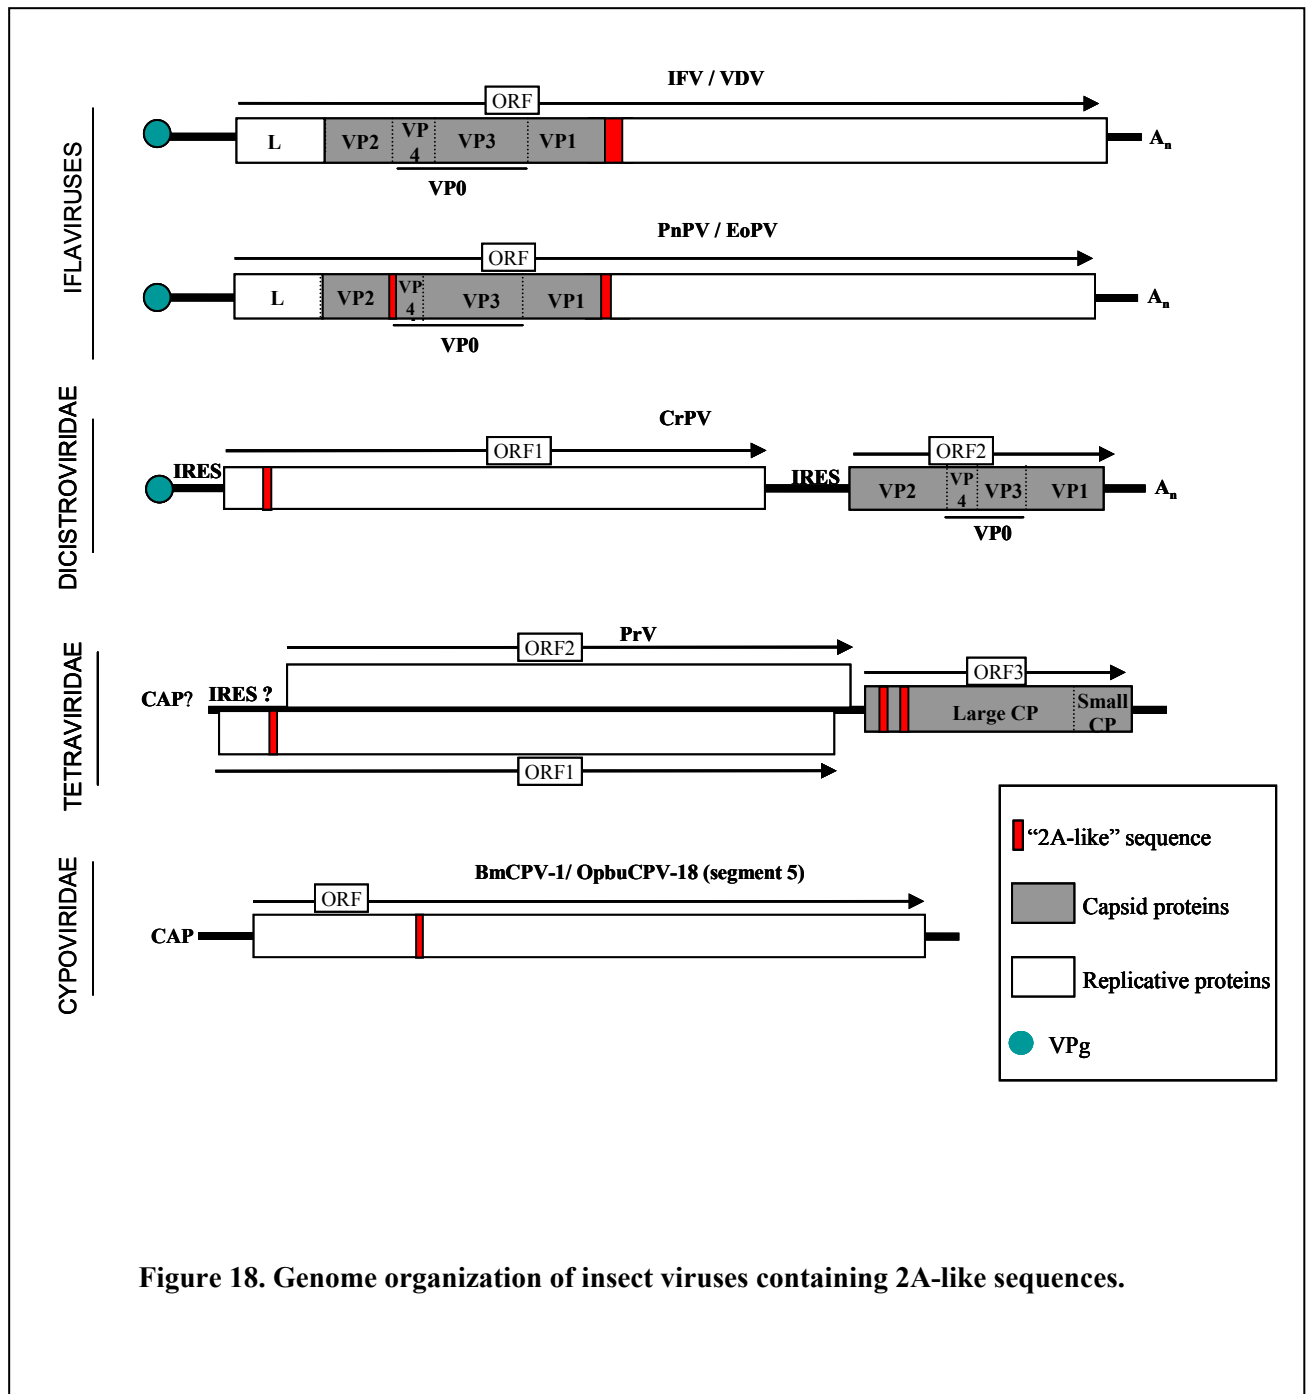 IFLAVIRUSES
IFV / VDV
ORF
L
VP2
VP
4
VP3
VP1
An
VP0
PnPV / EoPV
ORF
L
VP2
VP
4
VP3
VP1
An
VP0
DICISTROVIRIDAE
CrPV
ORF1
ORF2
IRES
IRES
VP2
VP
4
VP3
VP1
An
VP0
TETRAVIRIDAE
PrV
ORF2
ORF3
CAP?
IRES ?
Large CP
Small
CP
ORF1
CYPOVIRIDAE
BmCPV-1/ OpbuCPV-18 (segment 5)
ORF
CAP
“2A-like” sequence
Capsid proteins
Replicative proteins
VPg
Figure 18. Genome organization of insect viruses containing 2A-like sequences.